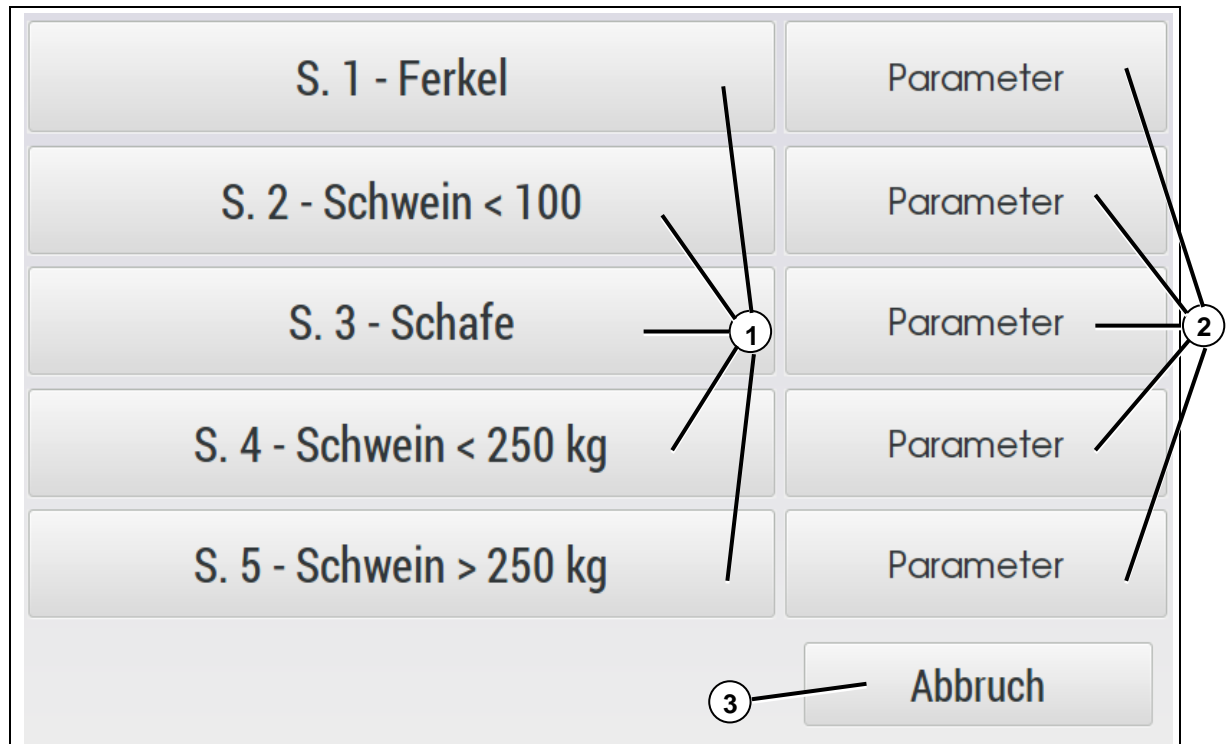 S. 1 - Ferkel Parameter
S. 2 - Schwein < 100 Parameter
S. 3 - Schafe Parameter
1
2
S. 4 - Schwein < 250 kg Parameter
S. 5 - Schwein > 250 kg Parameter
3
Abbruch